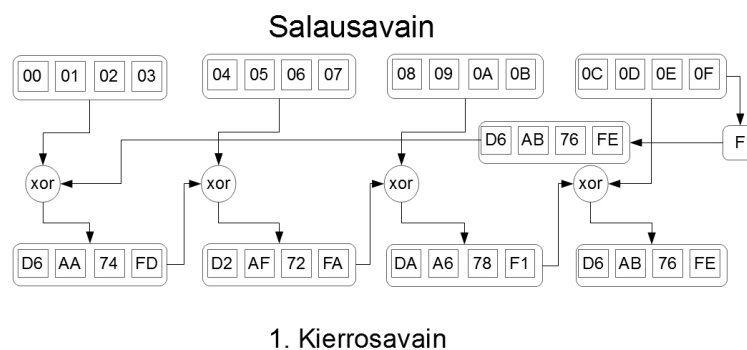 Salausavain
00 01 02 03 04 05 06 07 08 09 0A 0B 0C 0D 0E 0F
D6 AB 76 FE F
xor xor xor xor
D6 AA 74 FD D2 AF 72 FA DA A6 78 F1 D6 AB 76 FE
1. Kierrosavain